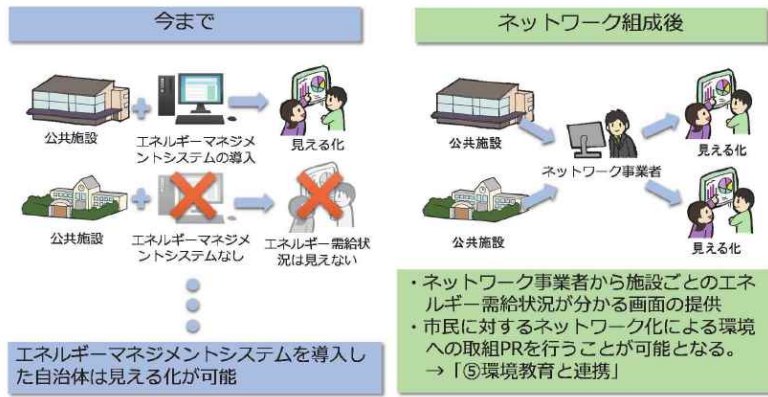 今まで
公共施設
エネルギーマネジメ
ントシステムの導入
見える化
公共施設
エネルギーマネジメ
ントシステムなし
エネルギー需給状
況は見えない
エネルギーマネジメントシステムを導入し
た自治体は見える化が可能
ネットワーク組成後
公共施設
ネットワーク事業者
見える化
公共施設
見える化
・ネットワーク事業者から施設ごとのエネ
ルギー需給状況が分かる画面の提供
・市民に対するネットワーク化による環境
への取組PRを行うことが可能となる。
→「⑤環境教育と連携」